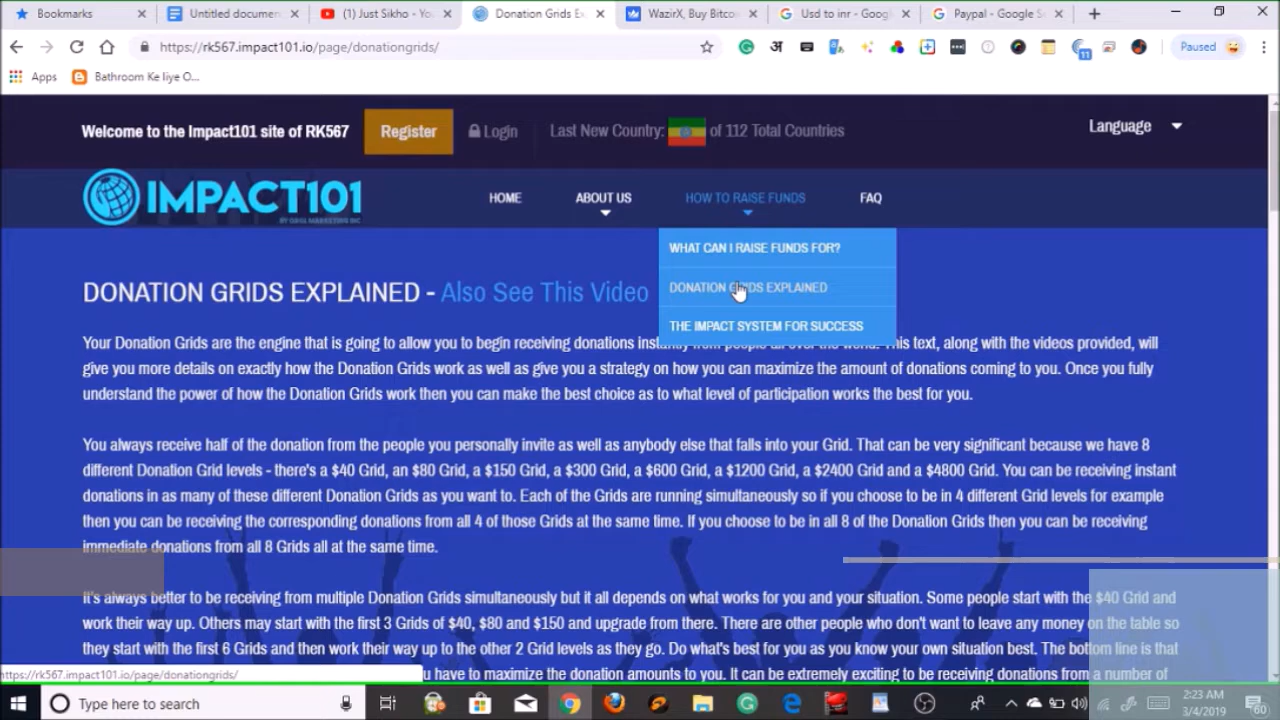 Bookmarks
Untitled documen
(1) Just Sikho - Yo
Donation Grids Ex
WazirX, Buy Bitco
Usd to inr - Googl
Paypal - Google S
https://rk567.impact101.io/page/donationgrids/
अ
11
Paused
Apps
Bathroom Ke liye O...
Welcome to the Impact101 site of RK567
Register
Login
Last New Country:
of 112 Total Countries
Language
IMPACT101
HOME
ABOUT US
HOW TO RAISE FUNDS
FAQ
WHAT CAN I RAISE FUNDS FOR?
DONATION GRIDS EXPLAINED
THE IMPACT SYSTEM FOR SUCCESS
DONATION GRIDS EXPLAINED - Also See This Video
Your Donation Grids are the engine that is going to allow you to begin receiving donations instantly from people all over the world. This text, along with the videos provided, will
give you more details on exactly how the Donation Grids work as well as give you a strategy on how you can maximize the amount of donations coming to you. Once you fully
understand the power of how the Donation Grids work then you can make the best choice as to what level of participation works the best for you.
You always receive half of the donation from the people you personally invite as well as anybody else that falls into your Grid. That can be very significant because we have 8
different Donation Grid levels - there's a $40 Grid, an $80 Grid, a $150 Grid, a $300 Grid, a $600 Grid, a $1200 Grid, a $2400 Grid and a $4800 Grid. You can be receiving instant
donations in as many of these different Donation Grids as you want to. Each of the Grids are running simultaneously so if you choose to be in 4 different Grid levels for example
then you can be receiving the corresponding donations from all 4 of those Grids at the same time. If you choose to be in all 8 of the Donation Grids then you can be receiving
immediate donations from all 8 Grids all at the same time.
It's always better to be receiving from multiple Donation Grids simultaneously but it all depends on what works for you and your situation. Some people start with the $40 Grid and
work their way up. Others may start with the first 3 Grids of $40, $80 and $150 and upgrade from there. There are other people who don't want to leave any money on the table so
they start with the first 6 Grids and then work their way up to the other 2 Grid levels as they go. Do what's best for you as you know your own situation best. The bottom line is that
u have to maximize the donation amounts to you. It can be extremely exciting to be receiving donations from a number of
https://rk567.impact101.io/page/donationgrids/
Type here to search
2:23 AM
3/4/2019
60